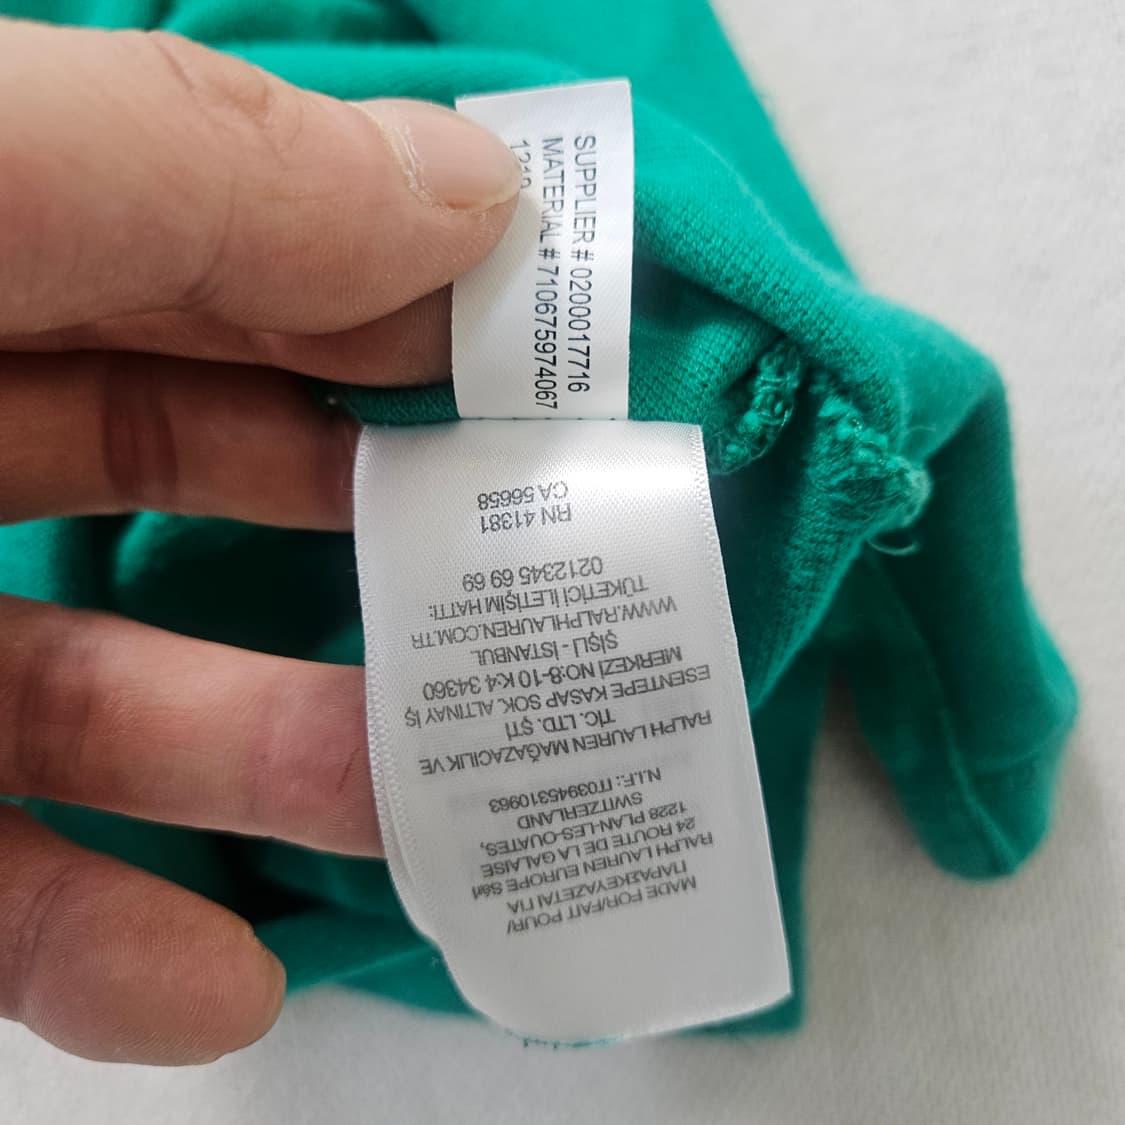 SUPPLIER # 0200017716
MATERIAL # 710675974067
MADE FOR/FAIT POUR/
ΠΑΡΑΣΚΕΥΑΖΕΤΑΙ ΓΙΑ
RALPH LAUREN EUROPE Sàrl
24 ROUTE DE LA GALAISE
1228 PLAN-LES-OUATES,
SWITZERLAND
N.I.F.: IT03945310963
RALPH LAUREN MAĞAZACILIK VE
TİC. LTD. ŞTİ
ESENTEPE KASAP SOK. ALTINAY İŞ
MERKEZİ NO:8-10 K:4 34360
ŞİŞLİ - İSTANBUL
WWW.RALPHLAUREN.COM.TR
TÜKETİCİ İLETİŞİM HATTI:
0212345 69 69
RN 41381
CA 56658